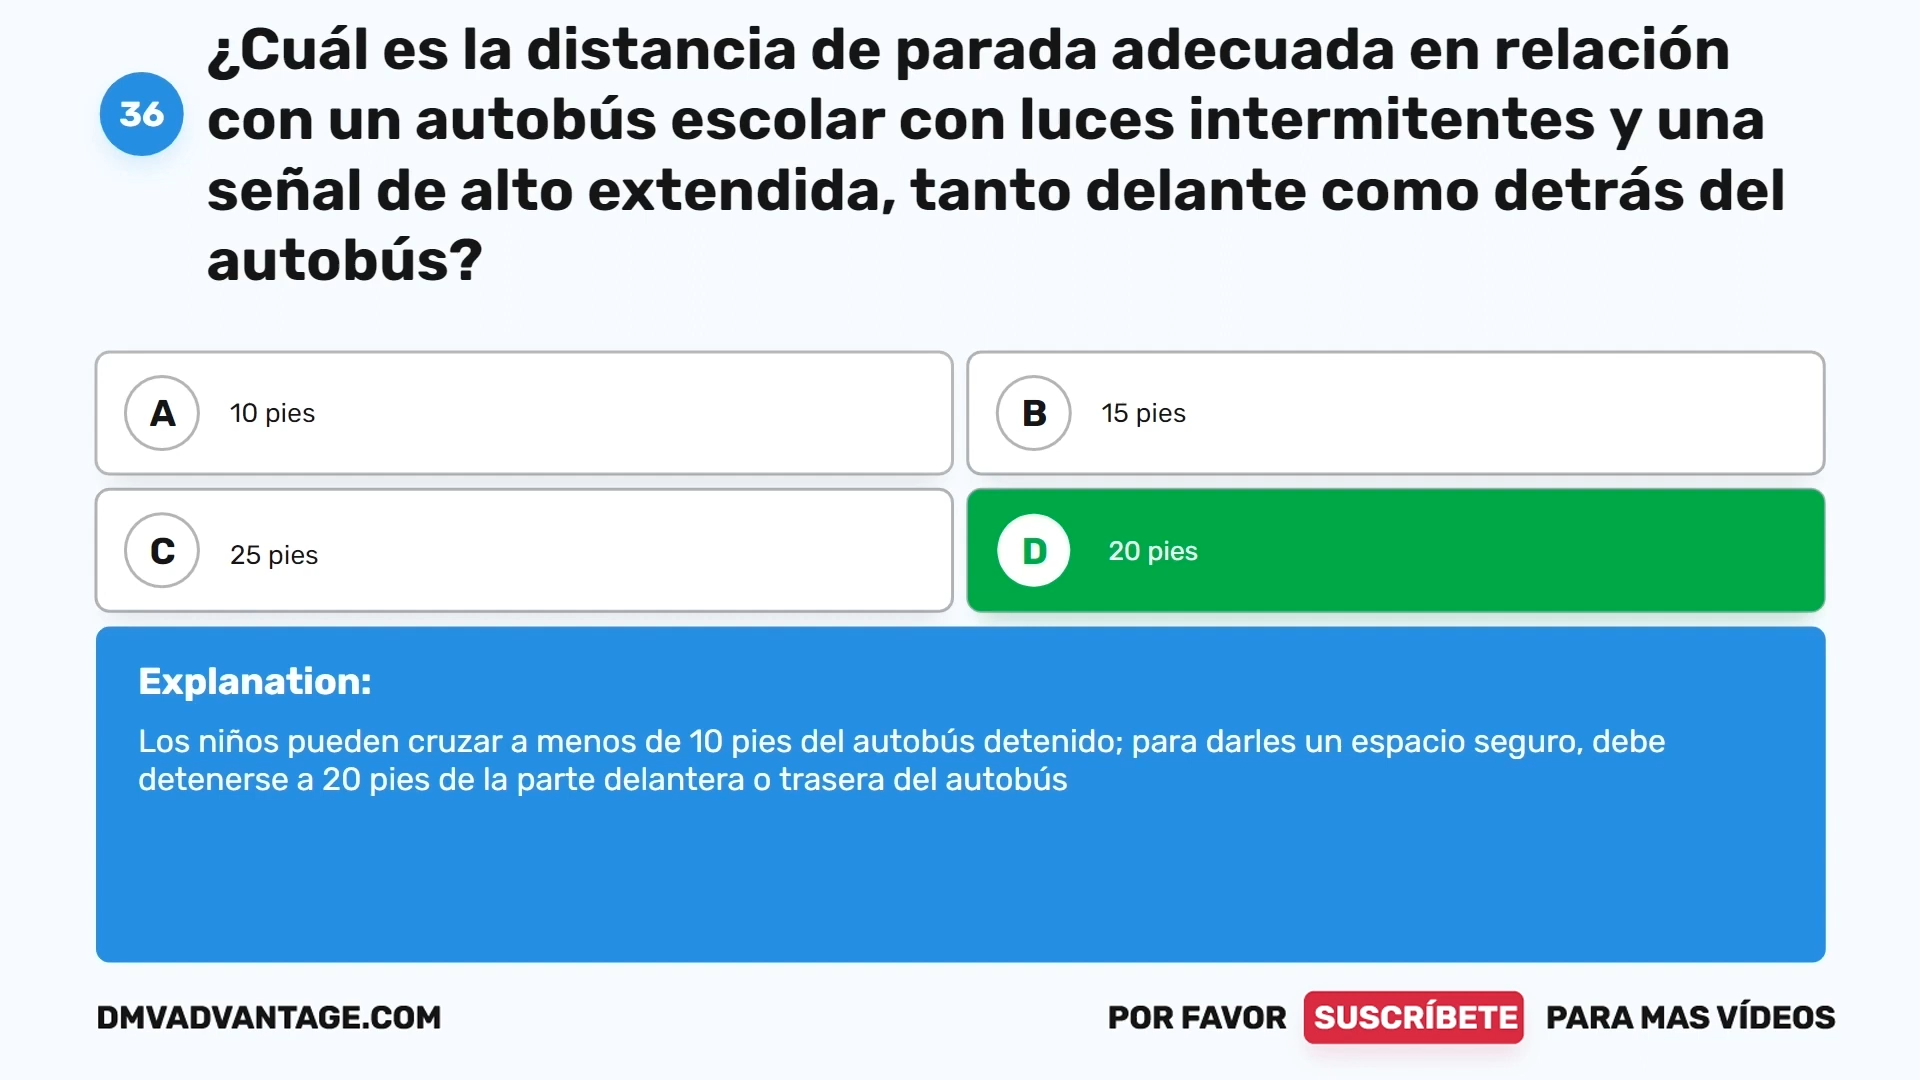 36
¿Cuál es la distancia de parada adecuada en relación
con un autobús escolar con luces intermitentes y una
señal de alto extendida, tanto delante como detrás del
autobús?
A 10 pies
B 15 pies
C 25 pies
D 20 pies
Explanation:
Los niños pueden cruzar a menos de 10 pies del autobús detenido; para darles un espacio seguro, debe
detenerse a 20 pies de la parte delantera o trasera del autobús
DMVADVANTAGE.COM
POR FAVOR SUSCRÍBETE PARA MAS VÍDEOS